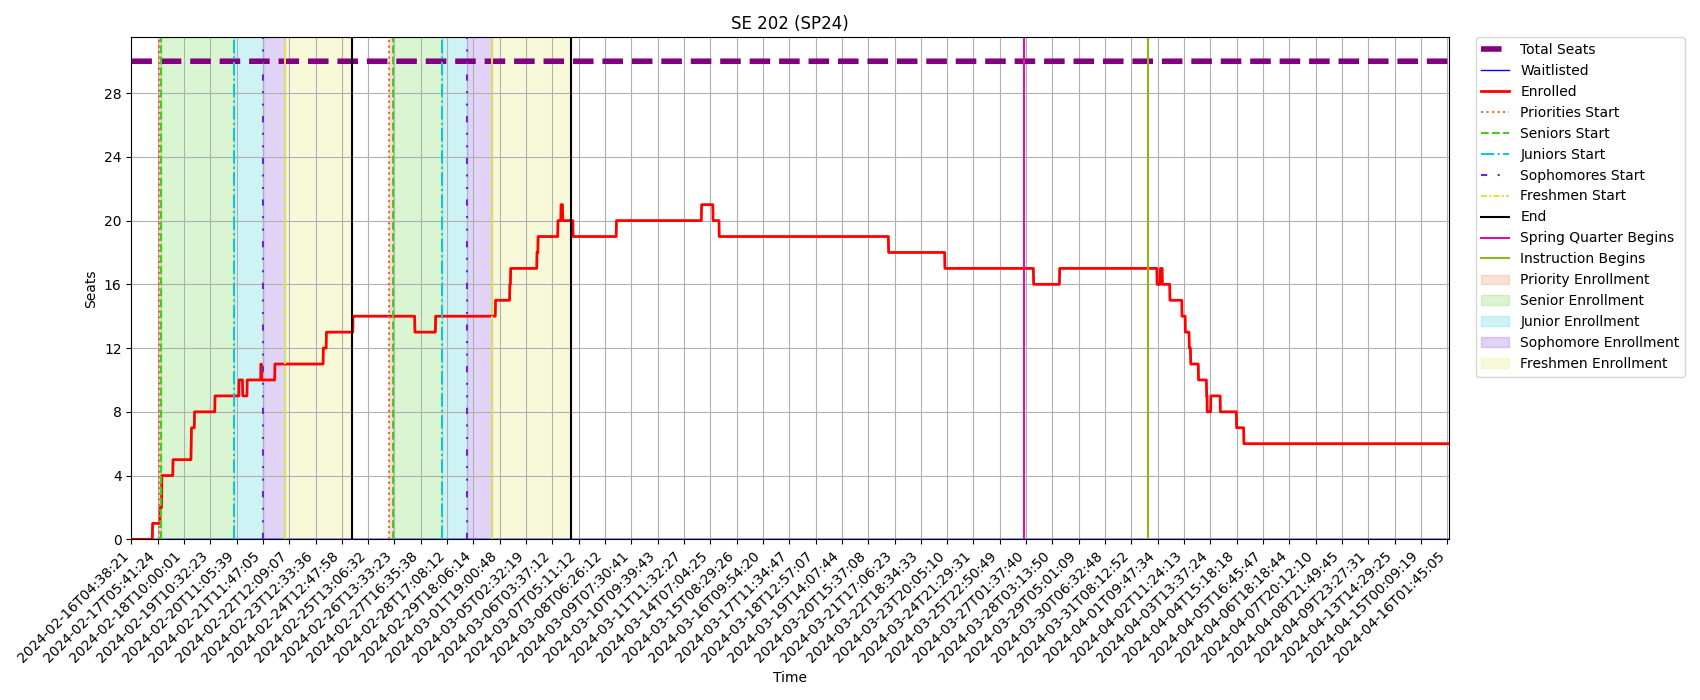 SE 202 (SP24)
Seats
28
24
20
16
12
8
4
0
2024-02-16T04:38:21
2024-02-17T05:41:24
2024-02-18T10:00:01
2024-02-19T10:32:23
2024-02-20T11:05:39
2024-02-21T11:47:05
2024-02-22T12:09:07
2024-02-23T12:33:36
2024-02-24T12:47:58
2024-02-25T13:06:32
2024-02-26T13:33:23
2024-02-27T16:35:38
2024-02-28T17:08:12
2024-02-29T18:06:14
2024-03-01T19:00:48
2024-03-05T02:32:19
2024-03-06T03:37:12
2024-03-07T05:11:12
2024-03-08T06:26:12
2024-03-09T07:30:41
2024-03-10T09:39:43
2024-03-11T11:32:27
2024-03-14T07:04:25
2024-03-15T08:29:26
2024-03-16T09:54:20
2024-03-17T11:34:47
2024-03-18T12:57:07
2024-03-19T14:07:44
2024-03-20T15:37:08
2024-03-21T17:06:23
2024-03-22T18:34:33
2024-03-23T20:05:10
2024-03-24T21:29:31
2024-03-25T22:50:49
2024-03-27T01:37:40
2024-03-28T03:13:50
2024-03-29T05:01:09
2024-03-30T06:32:48
2024-03-31T08:12:52
2024-04-01T09:47:34
2024-04-02T11:24:13
2024-04-03T13:37:24
2024-04-04T15:18:18
2024-04-05T16:45:47
2024-04-06T18:18:44
2024-04-07T20:12:10
2024-04-08T21:49:45
2024-04-09T23:27:31
2024-04-13T14:29:25
2024-04-15T00:09:19
2024-04-16T01:45:05
Time
Total Seats
Waitlisted
Enrolled
Priorities Start
Seniors Start
Juniors Start
Sophomores Start
Freshmen Start
End
Spring Quarter Begins
Instruction Begins
Priority Enrollment
Senior Enrollment
Junior Enrollment
Sophomore Enrollment
Freshmen Enrollment